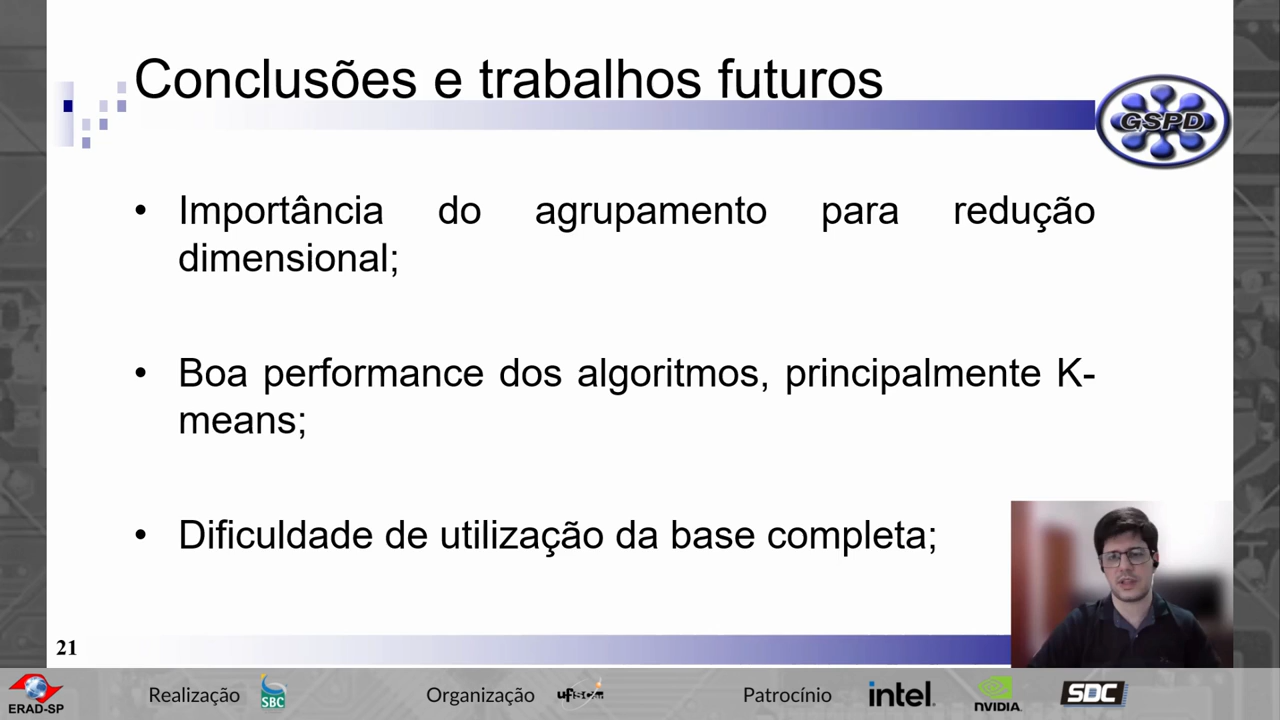 Conclusões e trabalhos futuros
GSPD
• Importância do agrupamento para redução
dimensional;
• Boa performance dos algoritmos, principalmente K-
means;
• Dificuldade de utilização da base completa;
21
ERAD-SP
Realização
SBC
Organização
ufscar
Patrocínio
intel.
NVIDIA.
SDC